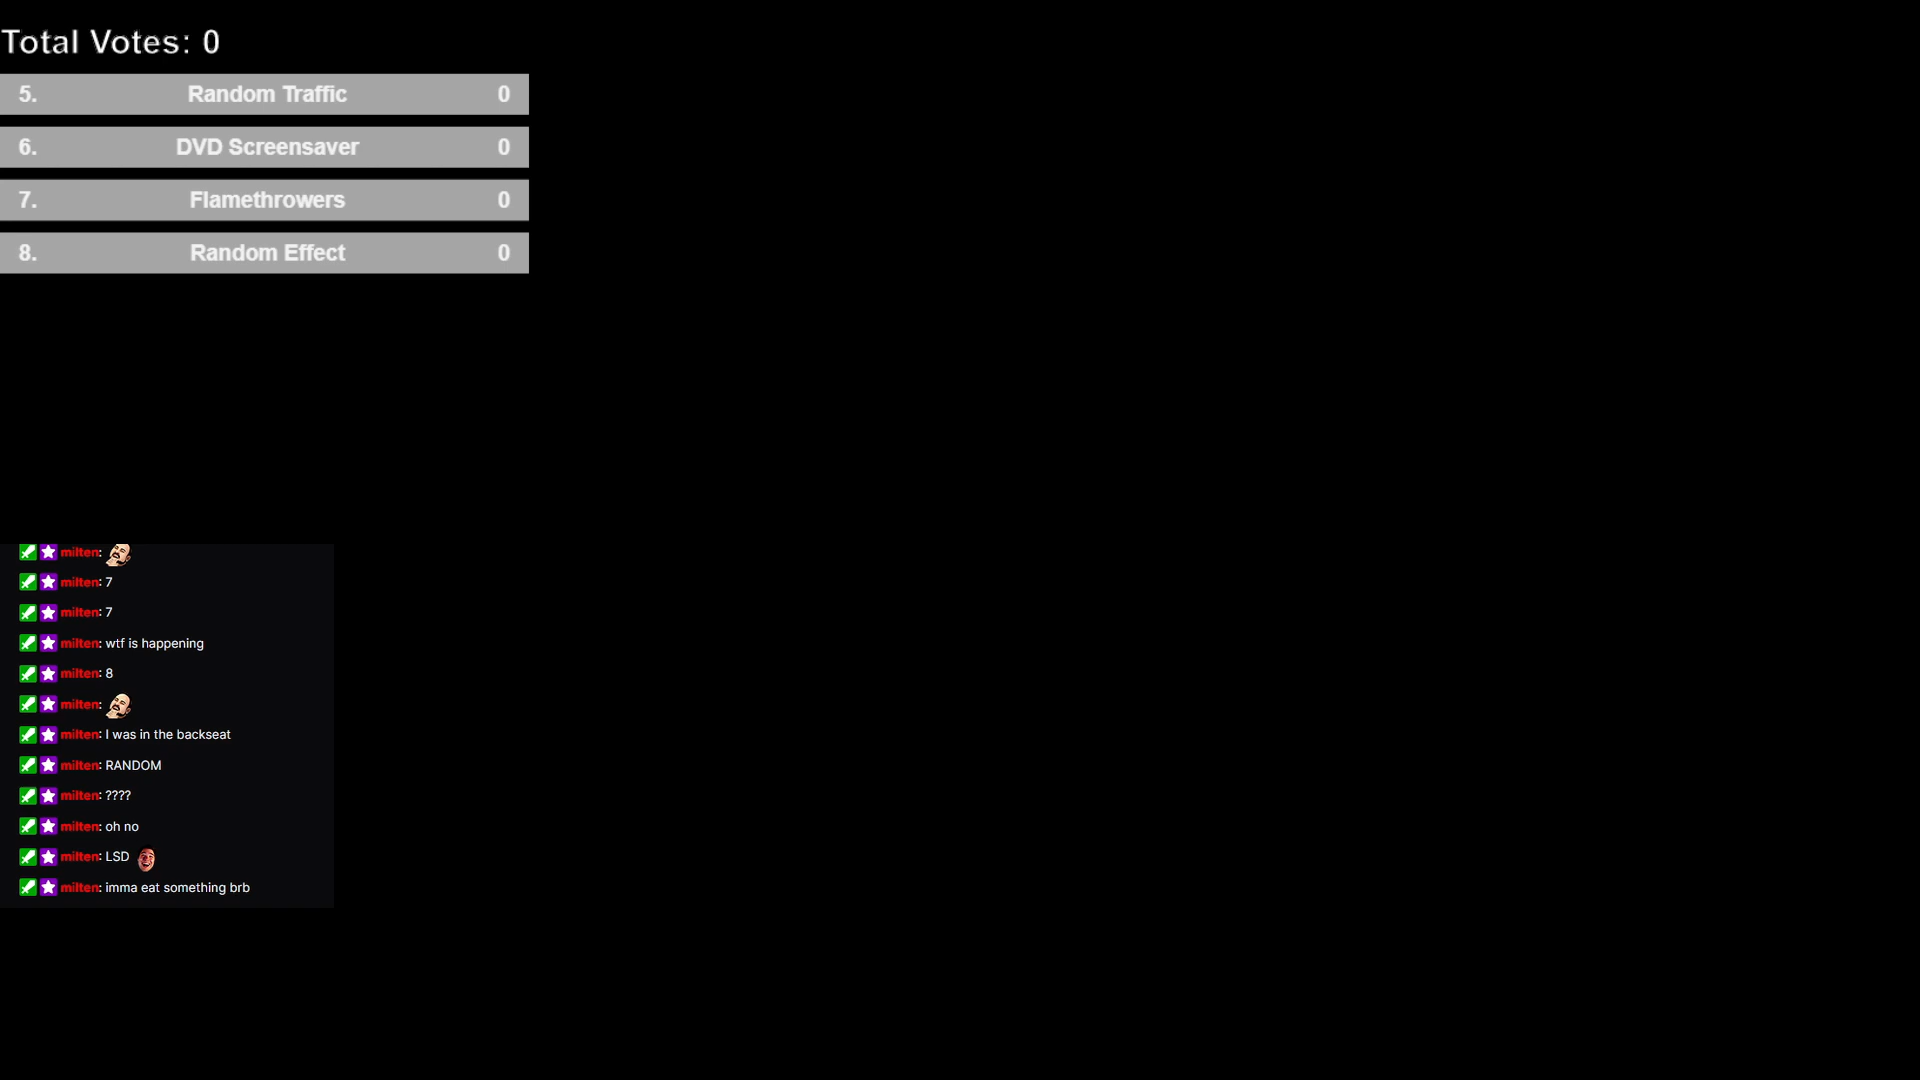 Total Votes: 0
5. Random Traffic 0
6. DVD Screensaver 0
7. Flamethrowers 0
8. Random Effect 0
milten:
milten: 7
milten: 7
milten: wtf is happening
milten: 8
milten:
milten: I was in the backseat
milten: RANDOM
milten: ????
milten: oh no
milten: LSD
milten: imma eat something brb